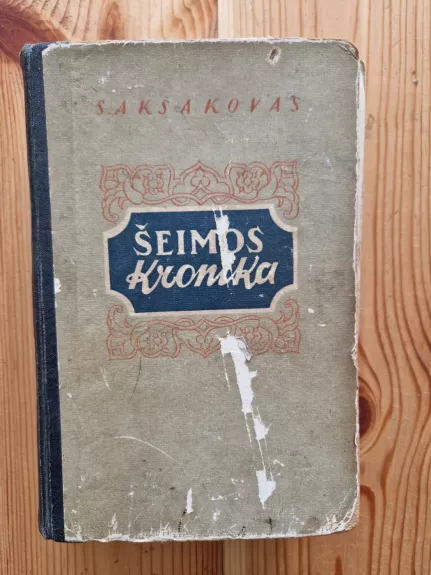 S. AKSAKOVAS
ŠEIMOS
Kronika